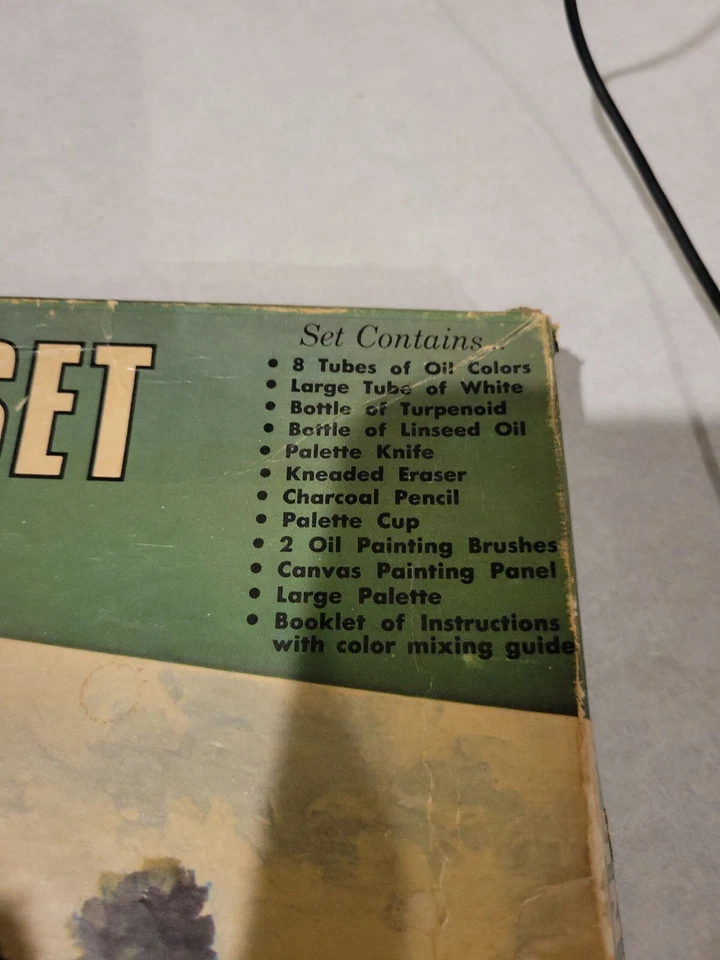 SET
Set Contains...
• 8 Tubes of Oil Colors
• Large Tube of White
• Bottle of Turpenoid
• Bottle of Linseed Oil
• Palette Knife
• Kneaded Eraser
• Charcoal Pencil
• Palette Cup
• 2 Oil Painting Brushes
• Canvas Painting Panel
• Large Palette
• Booklet of Instructions
with color mixing guide